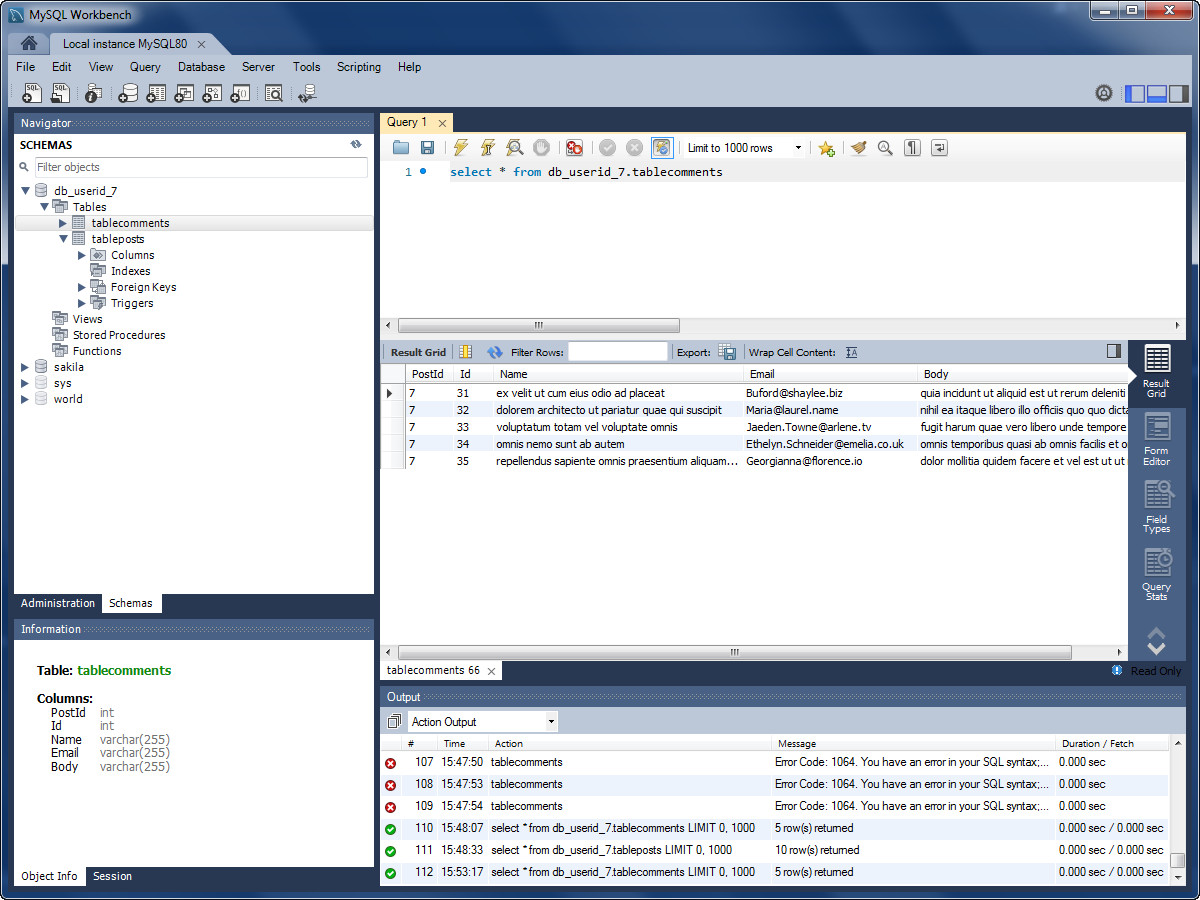 MySQL Workbench
Local instance MySQL80
File Edit View Query Database Server Tools Scripting Help
Navigator
SCHEMAS
Filter objects
db_userid_7
Tables
tablecomments
tableposts
Columns
Indexes
Foreign Keys
Triggers
Views
Stored Procedures
Functions
sakila
sys
world
Administration Schemas
Information
Table: tablecomments
Columns:
PostId int
Id int
Name varchar(255)
Email varchar(255)
Body varchar(255)
Object Info Session
Query 1
Limit to 1000 rows
1 select * from db_userid_7.tablecomments
Result Grid Filter Rows: Export: Wrap Cell Content:
PostId Id Name Email Body
7 31 ex velit ut cum eius odio ad placeat Buford@shaylee.biz quia incidunt ut aliquid est ut rerum deleniti
7 32 dolorem architecto ut pariatur quae qui suscipit Maria@laurel.name nihil ea itaque libero illo officiis quo quo dicta
7 33 voluptatum totam vel voluptate omnis Jaeden.Towne@arlene.tv fugit harum quae vero libero unde tempore
7 34 omnis nemo sunt ab autem Ethelyn.Schneider@emelia.co.uk omnis temporibus quasi ab omnis facilis et o
7 35 repellendus sapiente omnis praesentium aliquam... Georgianna@florence.io dolor mollitia quidem facere et vel est ut ut
Result
Grid
Form
Editor
Field
Types
Query
Stats
tablecomments 66
Read Only
Output
Action Output
# Time Action Message Duration / Fetch
107 15:47:50 tablecomments Error Code: 1064. You have an error in your SQL syntax;... 0.000 sec
108 15:47:53 tablecomments Error Code: 1064. You have an error in your SQL syntax;... 0.000 sec
109 15:47:54 tablecomments Error Code: 1064. You have an error in your SQL syntax;... 0.000 sec
110 15:48:07 select * from db_userid_7.tablecomments LIMIT 0, 1000 5 row(s) returned 0.000 sec / 0.000 sec
111 15:48:33 select * from db_userid_7.tableposts LIMIT 0, 1000 10 row(s) returned 0.000 sec / 0.000 sec
112 15:53:17 select * from db_userid_7.tablecomments LIMIT 0, 1000 5 row(s) returned 0.000 sec / 0.000 sec